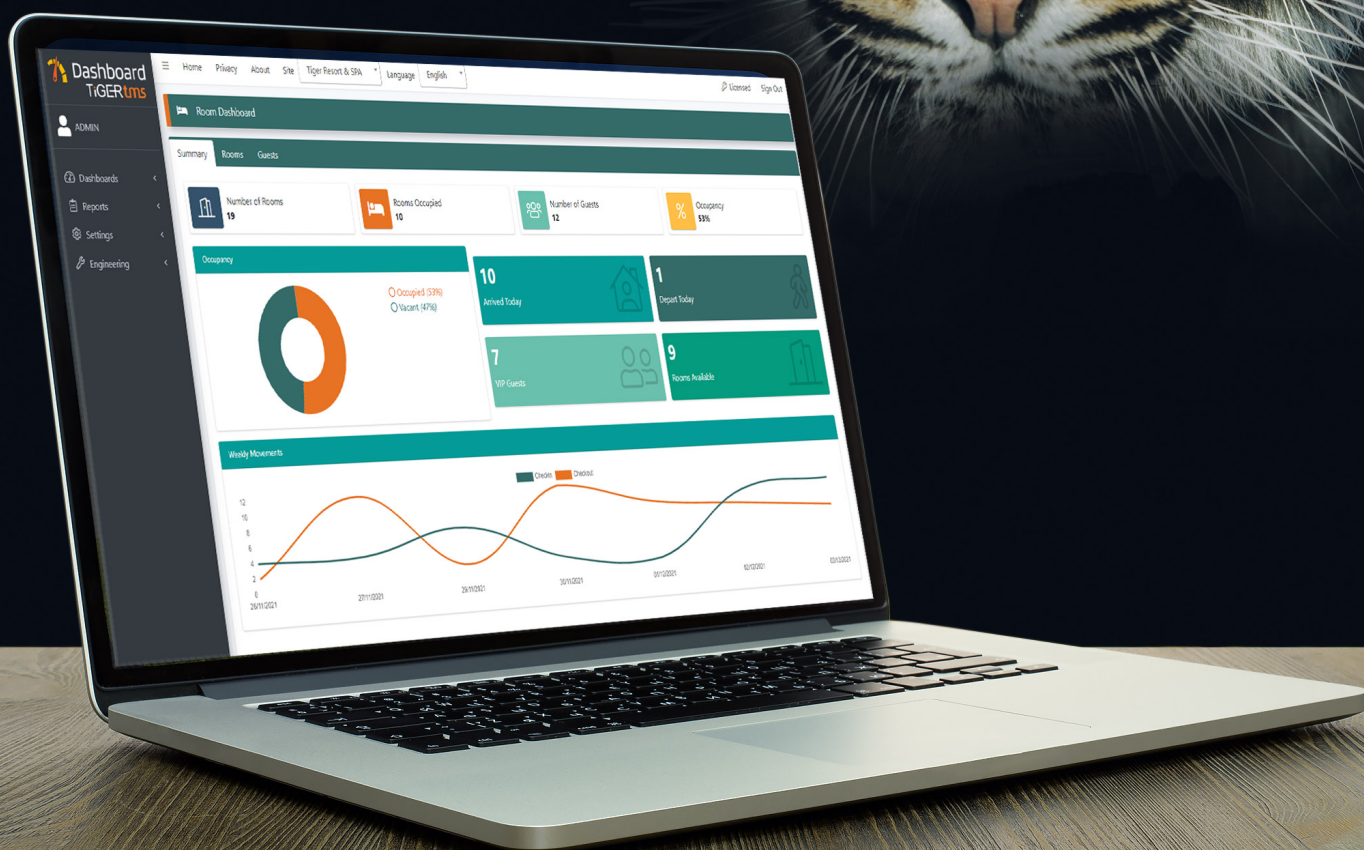 Dashboard
TiGERtms
Home Privacy About Site Tiger Resort & SPA Language English
Licensed Sign Out
ADMIN
Room Dashboard
Summary Rooms Guests
Dashboards
Reports
Settings
Engineering
Number of Rooms
19
Rooms Occupied
10
Number of Guests
12
%
Occupancy
53%
Occupancy
Occupied (53%)
Vacant (47%)
10
Arrived Today
1
Depart Today
7
VIP Guests
9
Rooms Available
Weekly Movements
Checkin Checkout
12
10
8
6
4
2
0
26/11/2021
27/11/2021
29/11/2021
30/11/2021
01/12/2021
02/12/2021
03/12/2021